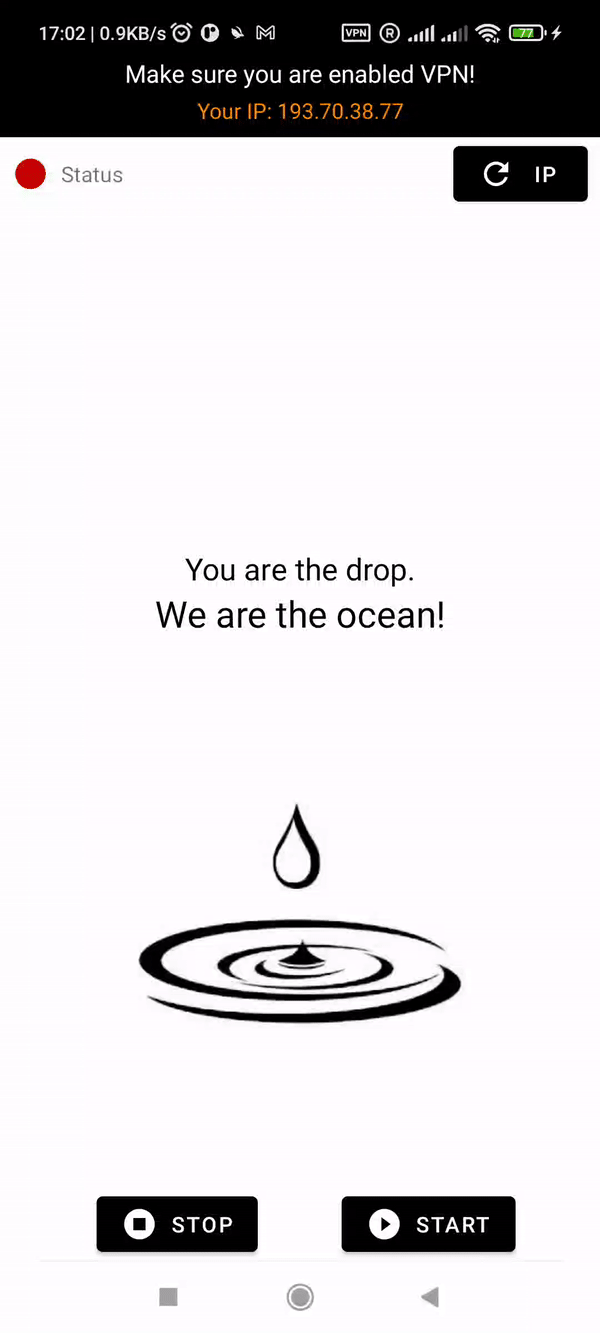 17:02 | 0.9KB/s VPN R 77
Make sure you are enabled VPN!
Your IP: 193.70.38.77
Status
IP
You are the drop.
We are the ocean!
STOP
START